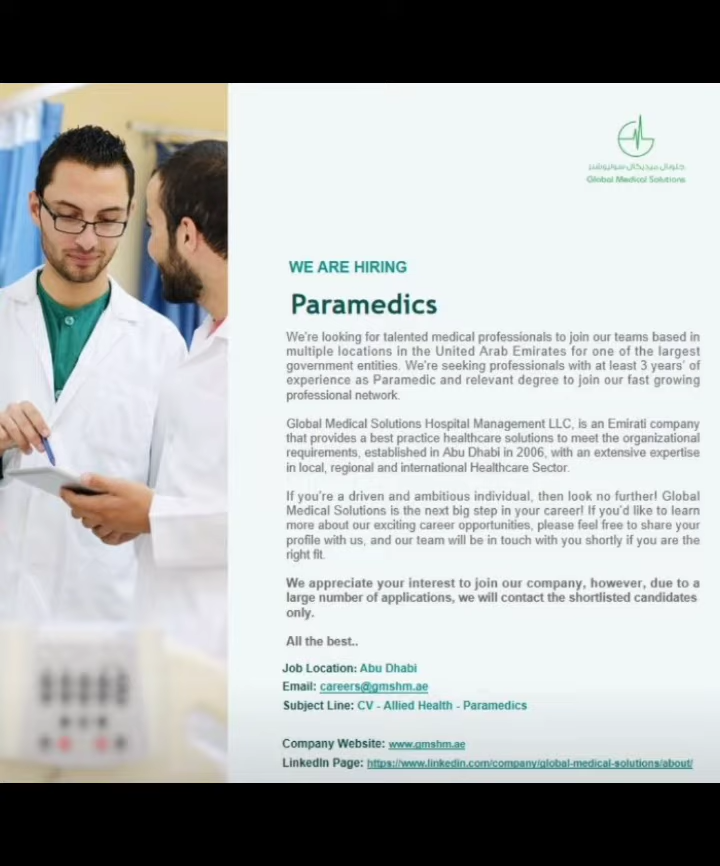 جلوبال ميديكال سوليوشنز
Global Medical Solutions
WE ARE HIRING
Paramedics
We're looking for talented medical professionals to join our teams based in
multiple locations in the United Arab Emirates for one of the largest
government entities. We're seeking professionals with at least 3 years' of
experience as Paramedic and relevant degree to join our fast growing
professional network.
Global Medical Solutions Hospital Management LLC, is an Emirati company
that provides a best practice healthcare solutions to meet the organizational
requirements, established in Abu Dhabi in 2006, with an extensive expertise
in local, regional and international Healthcare Sector.
If you're a driven and ambitious individual, then look no further! Global
Medical Solutions is the next big step in your career! If you'd like to learn
more about our exciting career opportunities, please feel free to share your
profile with us, and our team will be in touch with you shortly if you are the
right fit.
We appreciate your interest to join our company, however, due to a
large number of applications, we will contact the shortlisted candidates
only.
All the best..
Job Location: Abu Dhabi
Email: careers@gmshm.ae
Subject Line: CV - Allied Health - Paramedics
Company Website: www.gmshm.ae
LinkedIn Page: https://www.linkedin.com/company/global-medical-solutions/about/